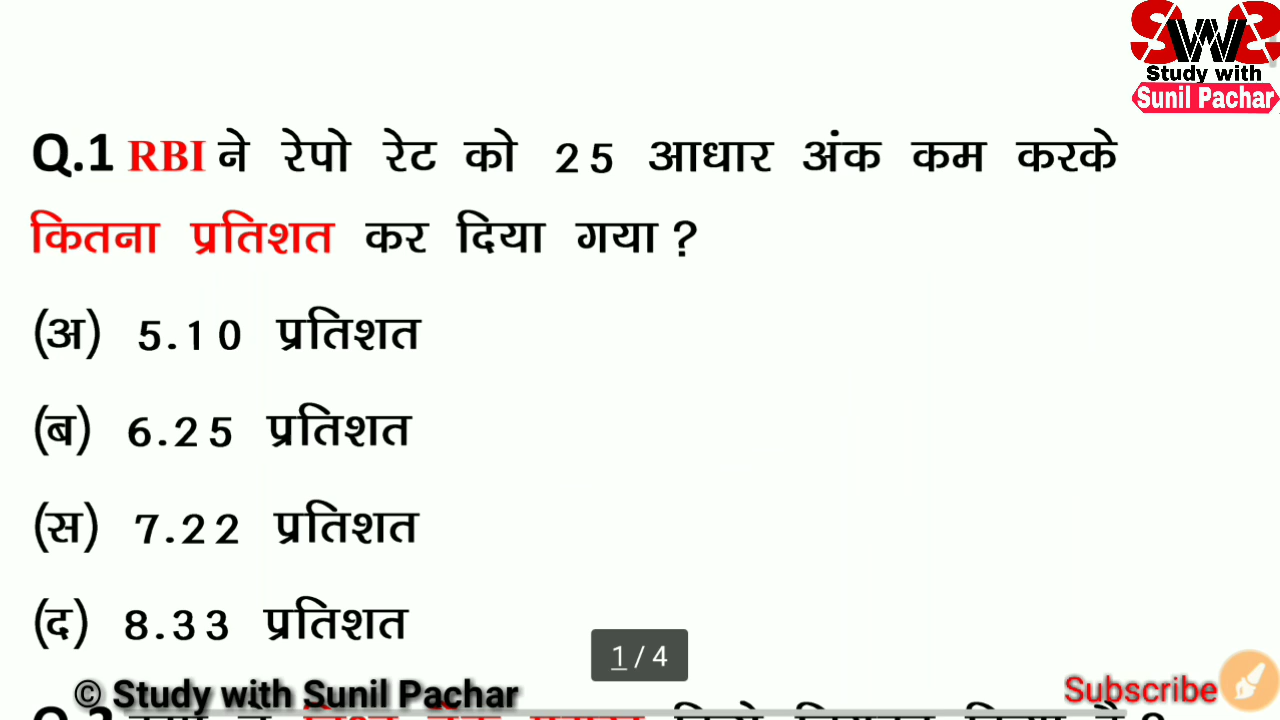 SWS
Study with
Sunil Pachar
Q.1 RBI ने रेपो रेट को 25 आधार अंक कम करके
कितना प्रतिशत कर दिया गया ?
(अ) 5.10 प्रतिशत
(ब) 6.25 प्रतिशत
(स) 7.22 प्रतिशत
(द) 8.33 प्रतिशत
1 / 4
© Study with Sunil Pachar
Subscribe